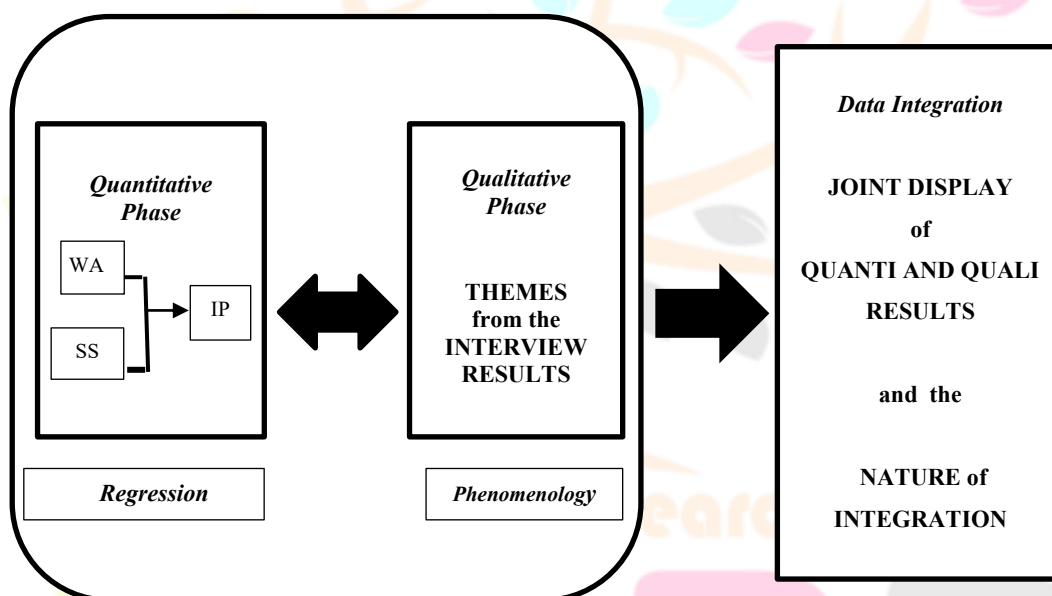 Quantitative
Phase
WA
SS
IP
Regression
Qualitative
Phase
THEMES
from the
INTERVIEW
RESULTS
Phenomenology
Data Integration
JOINT DISPLAY
of
QUANTI AND QUALI
RESULTS
and the
NATURE of
INTEGRATION